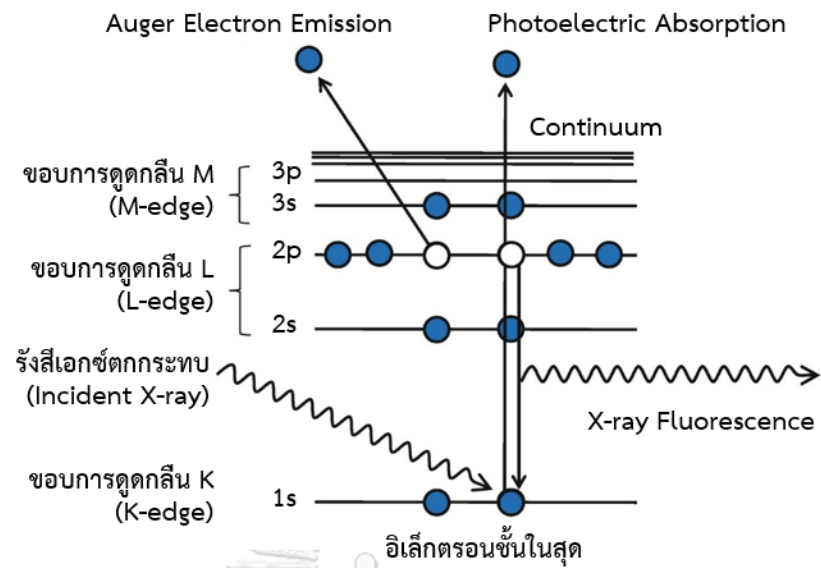 Auger Electron Emission
Photoelectric Absorption
Continuum
ขอบการดูดกลืน M
(M-edge)
3p
3s
ขอบการดูดกลืน L
(L-edge)
2p
2s
รังสีเอกซ์ตกกระทบ
(Incident X-ray)
X-ray Fluorescence
ขอบการดูดกลืน K
(K-edge)
1s
อิเล็กตรอนชั้นในสุด